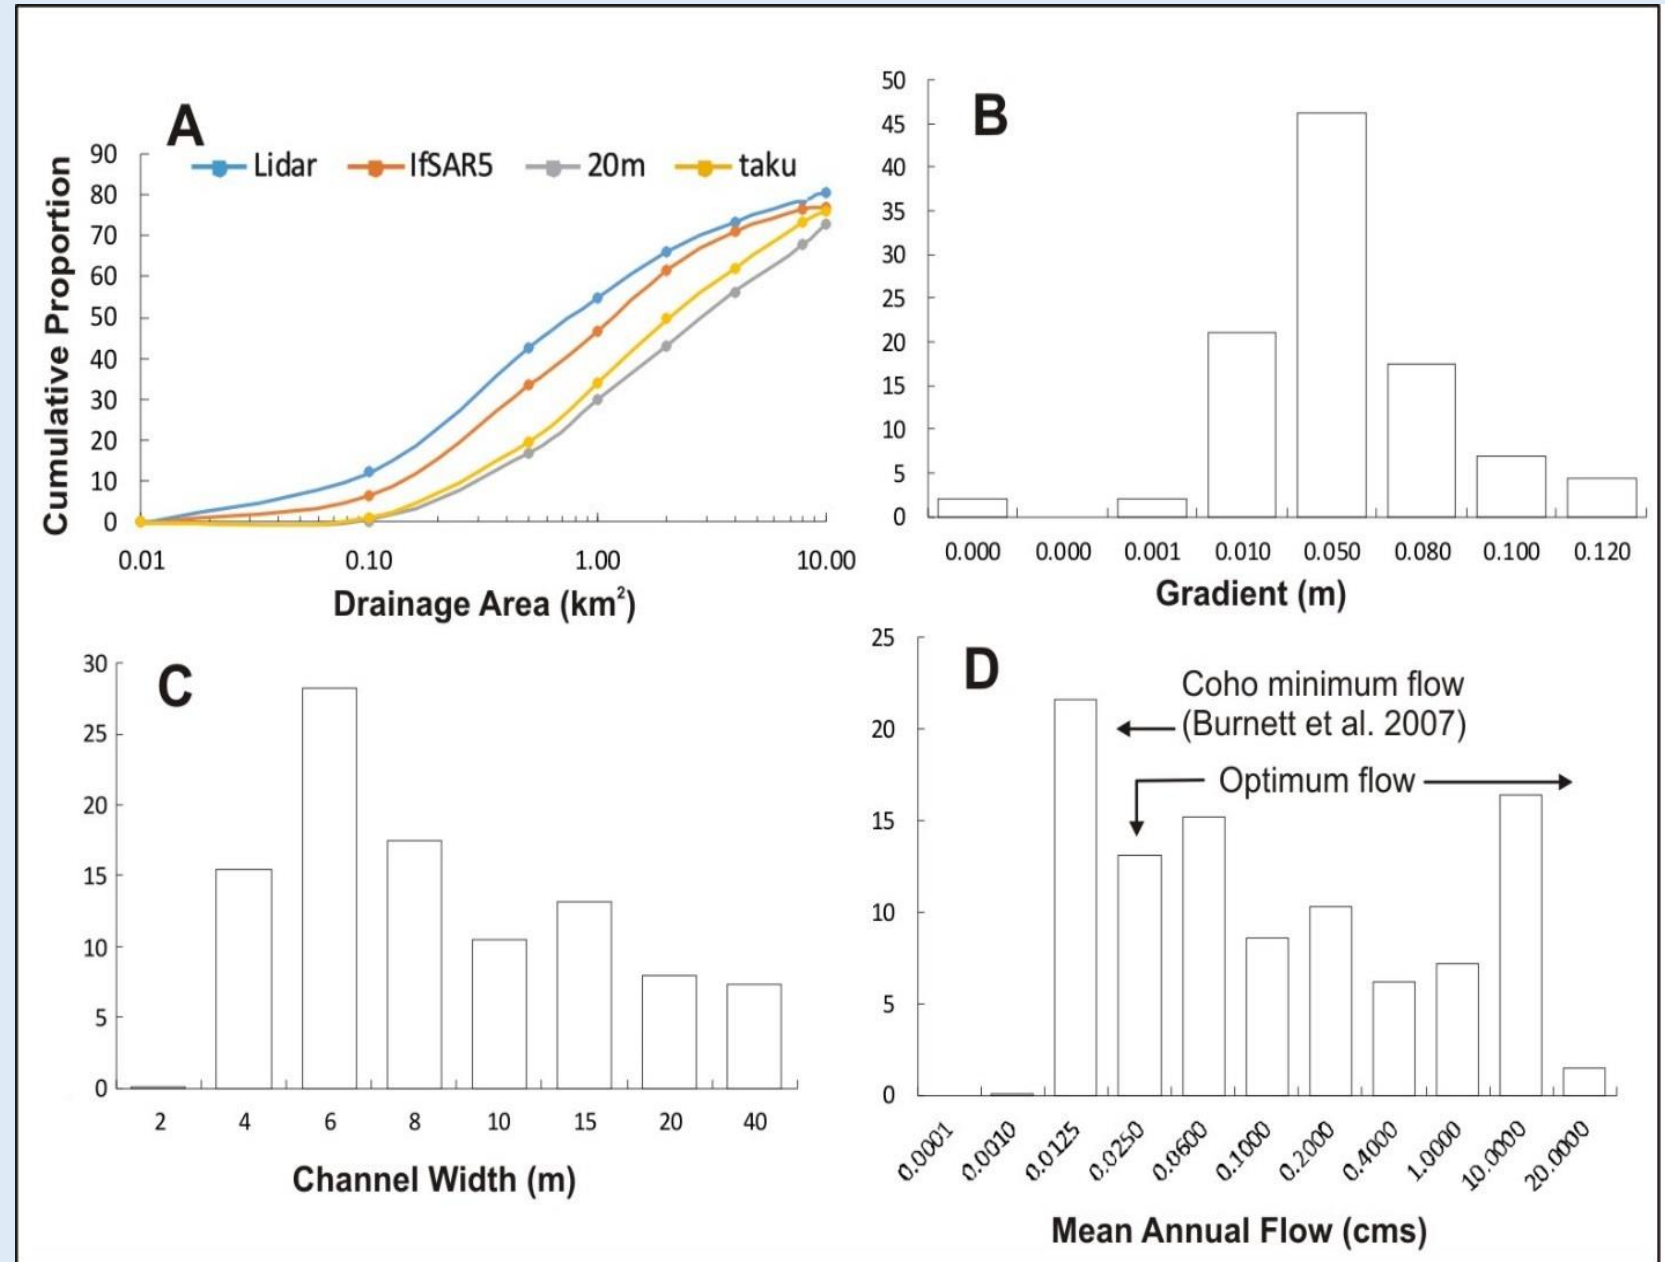 A
Lidar IfSAR5 20m taku
Cumulative Proportion
90
80
70
60
50
40
30
20
10
0
0.01 0.10 1.00 10.00
Drainage Area (km²)
B
50
45
40
35
30
25
20
15
10
5
0
0.000 0.000 0.001 0.010 0.050 0.080 0.100 0.120
Gradient (m)
C
30
25
20
15
10
5
0
2 4 6 8 10 15 20 40
Channel Width (m)
D
25
20
15
10
5
0
Coho minimum flow
(Burnett et al. 2007)
Optimum flow
0.0001 0.0010 0.0125 0.0250 0.0600 0.1000 0.2000 0.4000 1.0000 10.0000 20.0000
Mean Annual Flow (cms)